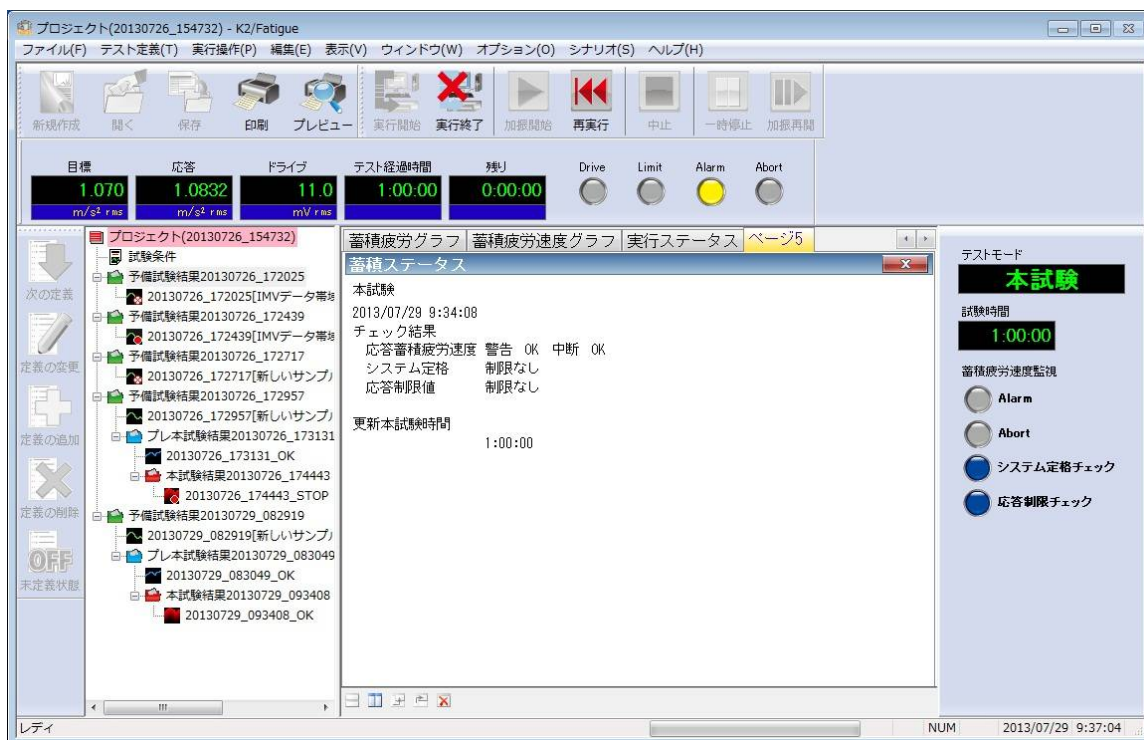 プロジェクト(20130726_154732) - K2/Fatigue
ファイル(F) テスト定義(T) 実行操作(P) 編集(E) 表示(V) ウィンドウ(W) オプション(O) シナリオ(S) ヘルプ(H)
新規作成 開く 保存 印刷 プレビュー 実行開始 実行終了 加振開始 再実行 中止 一時停止 加振再開
目標 応答 ドライブ テスト経過時間 残り Drive Limit Alarm Abort
1.070 1.0832 11.0 1:00:00 0:00:00
m/s² rms m/s² rms mV rms
次の定義
定義の変更
定義の追加
定義の削除
OFF
未定義状態
プロジェクト(20130726_154732)
試験条件
予備試験結果20130726_172025
20130726_172025[IMVデータ帯域
予備試験結果20130726_172439
20130726_172439[IMVデータ帯域
予備試験結果20130726_172717
20130726_172717[新しいサンプル
予備試験結果20130726_172957
20130726_172957[新しいサンプル
プレ本試験結果20130726_173131
20130726_173131_OK
本試験結果20130726_174443
20130726_174443_STOP
予備試験結果20130729_082919
20130729_082919[新しいサンプル
プレ本試験結果20130729_083049
20130729_083049_OK
本試験結果20130729_093408
20130729_093408_OK
蓄積疲労グラフ 蓄積疲労速度グラフ 実行ステータス ページ5
蓄積ステータス
本試験
2013/07/29 9:34:08
チェック結果
応答蓄積疲労速度 警告 OK 中断 OK
システム定格 制限なし
応答制限値 制限なし
更新本試験時間
1:00:00
テストモード
本試験
試験時間
1:00:00
蓄積疲労速度監視
Alarm
Abort
システム定格チェック
応答制限チェック
レディ NUM 2013/07/29 9:37:04